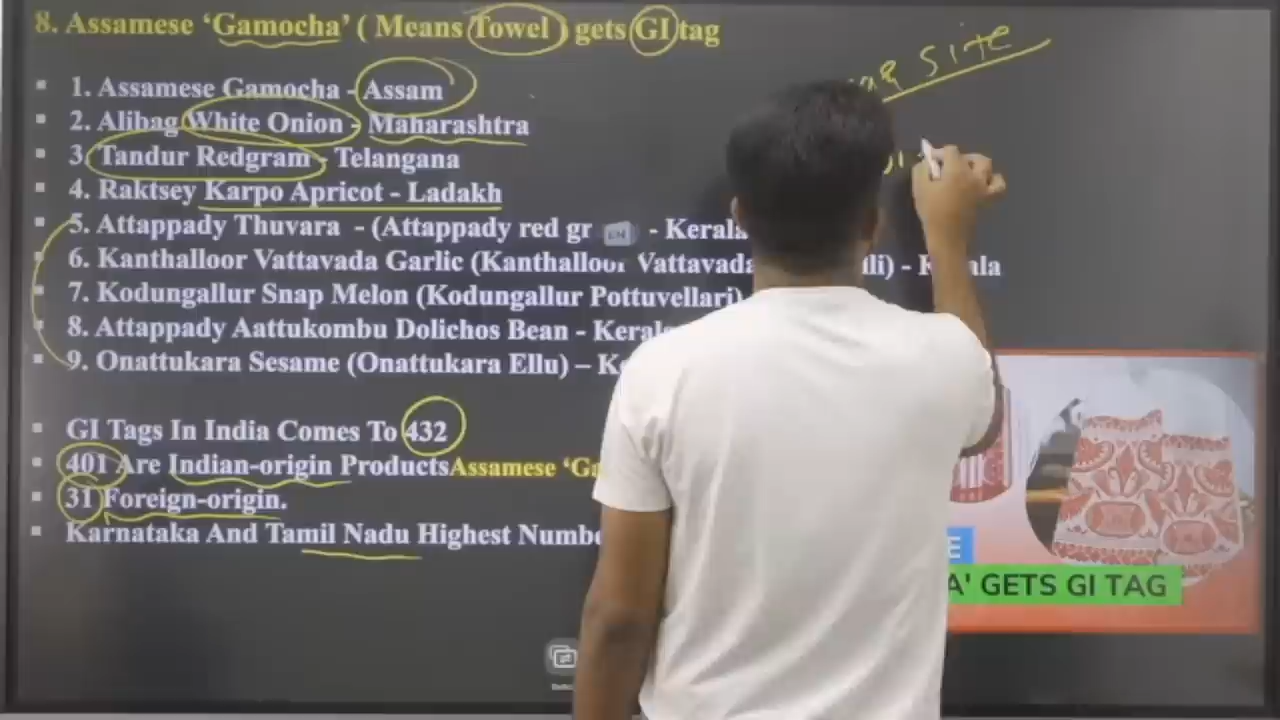 8. Assamese ‘Gamocha’ ( Means Towel ) gets GI tag
SITE
1. Assamese Gamocha - Assam
2. Alibag White Onion - Maharashtra
3. Tandur Redgram - Telangana
4. Raktsey Karpo Apricot - Ladakh
5. Attappady Thuvara - (Attappady red gr - Kerala
EN
6. Kanthalloor Vattavada Garlic (Kanthalloor Vattavada
7. Kodungallur Snap Melon (Kodungallur Pottuvellari)
8. Attappady Aattukombu Dolichos Bean - Kerala
9. Onattukara Sesame (Onattukara Ellu) – Ke
GI Tags In India Comes To 432
401 Are Indian-origin Products Assamese ‘Ga
31 Foreign-origin.
Karnataka And Tamil Nadu Highest Numbe
E
A' GETS GI TAG